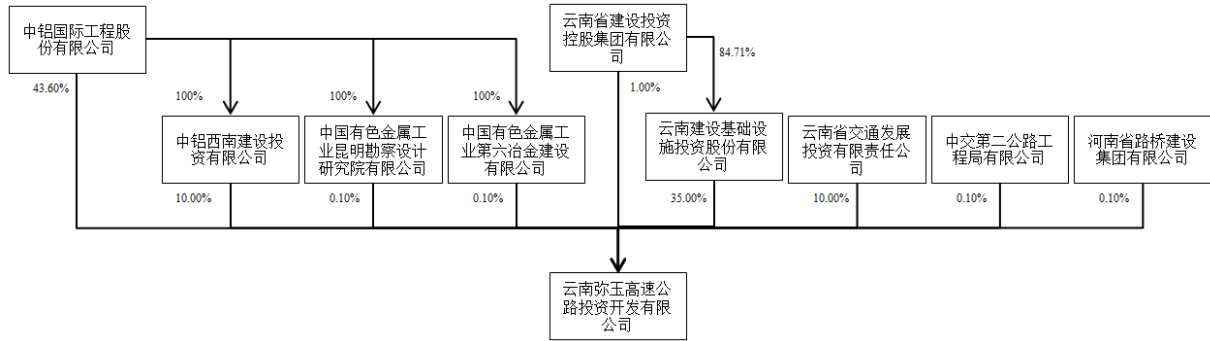 中铝国际工程股
份有限公司
云南省建设投资
控股集团有限公
司
84.71%
43.60%
1.00%
100%
100%
100%
中铝西南建设投
资有限公司
中国有色金属工
业昆明勘察设计
研究院有限公司
中国有色金属工
业第六冶金建设
有限公司
云南建设基础设
施投资股份有限
公司
云南省交通发展
投资有限责任公
司
中交第二公路工
程局有限公司
河南省路桥建设
集团有限公司
10.00%
0.10%
0.10%
35.00%
10.00%
0.10%
0.10%
云南弥玉高速公
路投资开发有限
公司